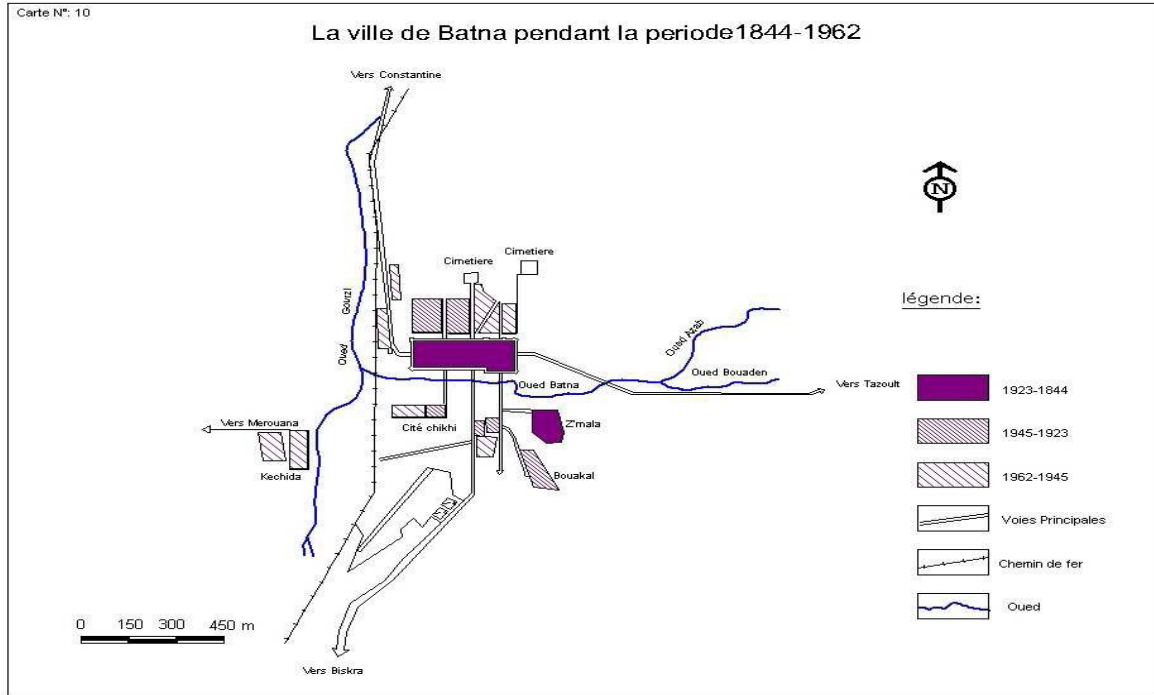 Carte N°: 10
La ville de Batna pendant la periode1844-1962
Vers Constantine
N
Cimetiere
Cimetiere
Gourzi
Oued
légende:
Oued Azab
Oued Bouaden
Oued Batna
Vers Tazoult
1923-1844
Vers Merouana
Cité chikhi
Z'mala
1945-1923
Kechida
Bouakal
1962-1945
Voies Principales
Chemin de fer
Oued
0 150 300 450 m
Vers Biskra